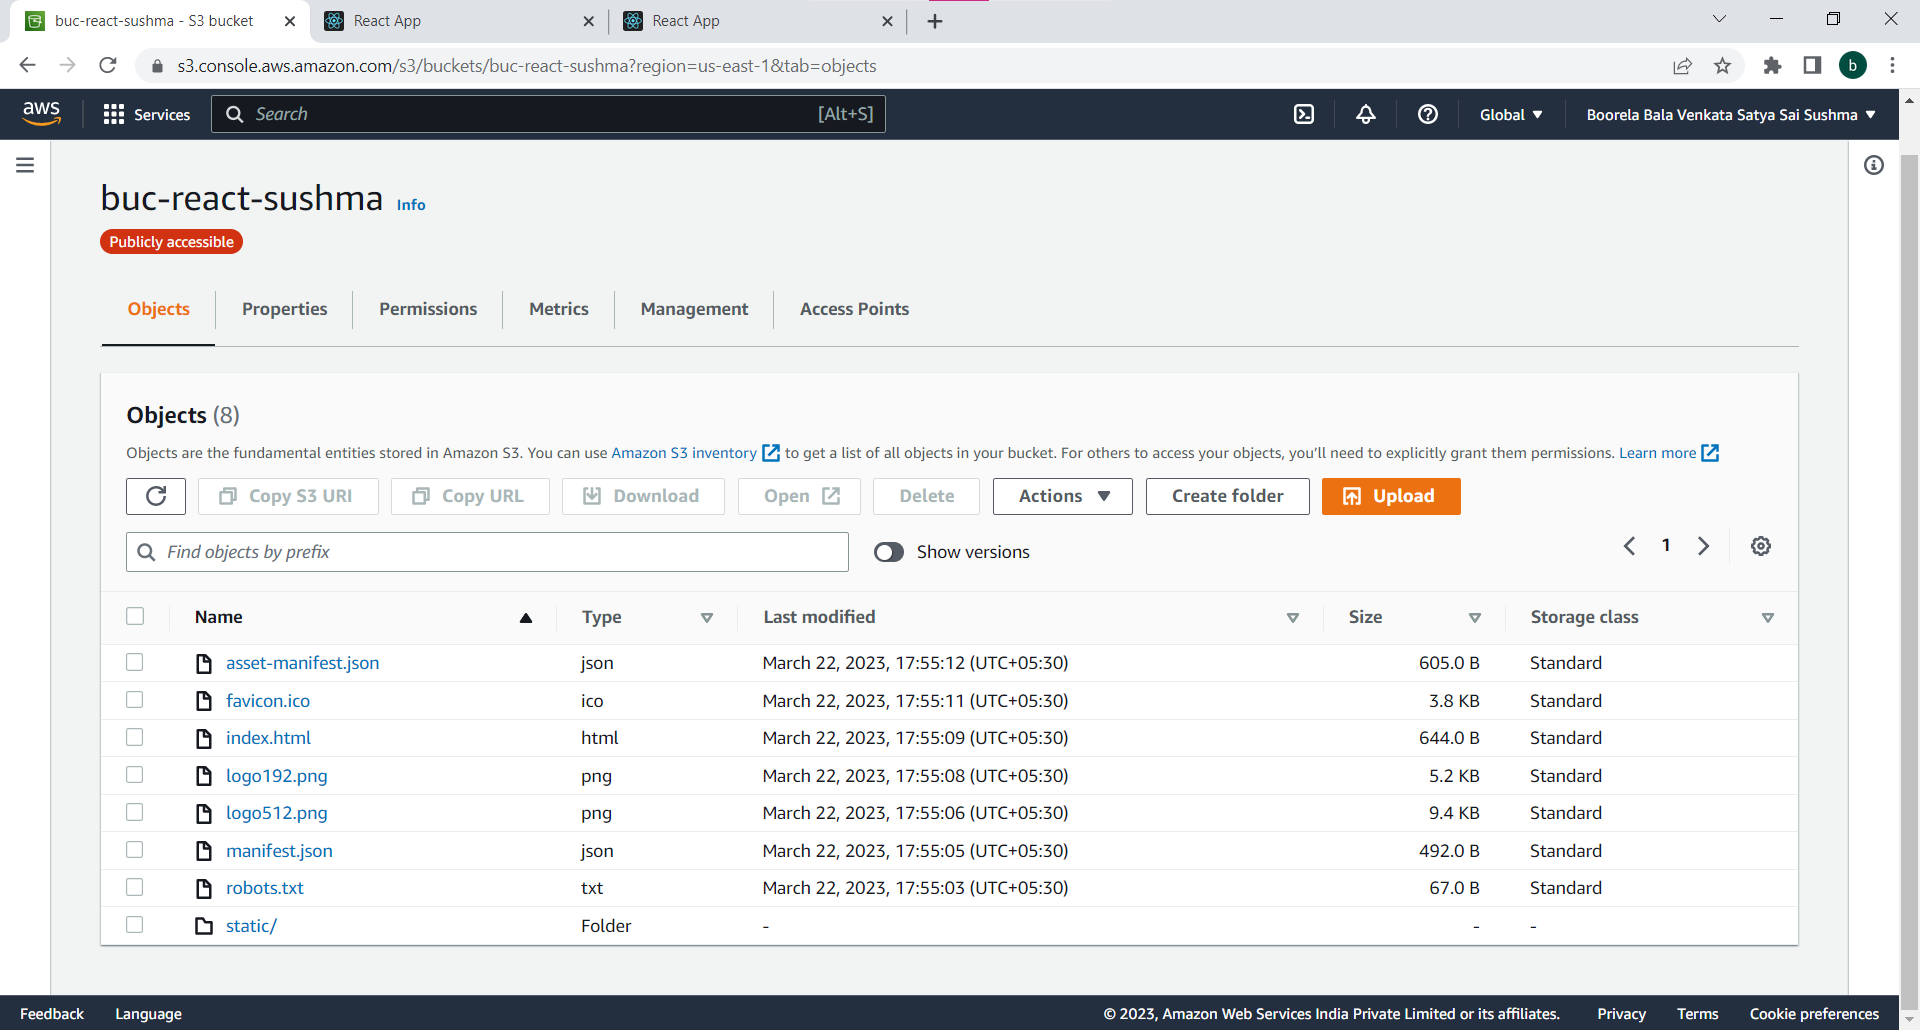 buc-react-sushma - S3 bucket React App React App
s3.console.aws.amazon.com/s3/buckets/buc-react-sushma?region=us-east-1&tab=objects b
aws Services Search [Alt+S] Global Boorela Bala Venkata Satya Sai Sushma
buc-react-sushma Info
Publicly accessible
Objects Properties Permissions Metrics Management Access Points
Objects (8)
Objects are the fundamental entities stored in Amazon S3. You can use Amazon S3 inventory to get a list of all objects in your bucket. For others to access your objects, you'll need to explicitly grant them permissions. Learn more
Copy S3 URI Copy URL Download Open Delete Actions Create folder Upload
Find objects by prefix Show versions 1
Name Type Last modified Size Storage class
asset-manifest.json json March 22, 2023, 17:55:12 (UTC+05:30) 605.0 B Standard
favicon.ico ico March 22, 2023, 17:55:11 (UTC+05:30) 3.8 KB Standard
index.html html March 22, 2023, 17:55:09 (UTC+05:30) 644.0 B Standard
logo192.png png March 22, 2023, 17:55:08 (UTC+05:30) 5.2 KB Standard
logo512.png png March 22, 2023, 17:55:06 (UTC+05:30) 9.4 KB Standard
manifest.json json March 22, 2023, 17:55:05 (UTC+05:30) 492.0 B Standard
robots.txt txt March 22, 2023, 17:55:03 (UTC+05:30) 67.0 B Standard
static/ Folder - - -
Feedback Language © 2023, Amazon Web Services India Private Limited or its affiliates. Privacy Terms Cookie preferences